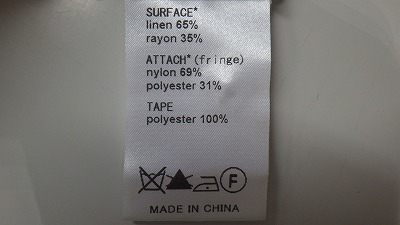 SURFACE*
linen 65%
rayon 35%
ATTACH*(fringe)
nylon 69%
polyester 31%
TAPE
polyester 100%
F
MADE IN CHINA